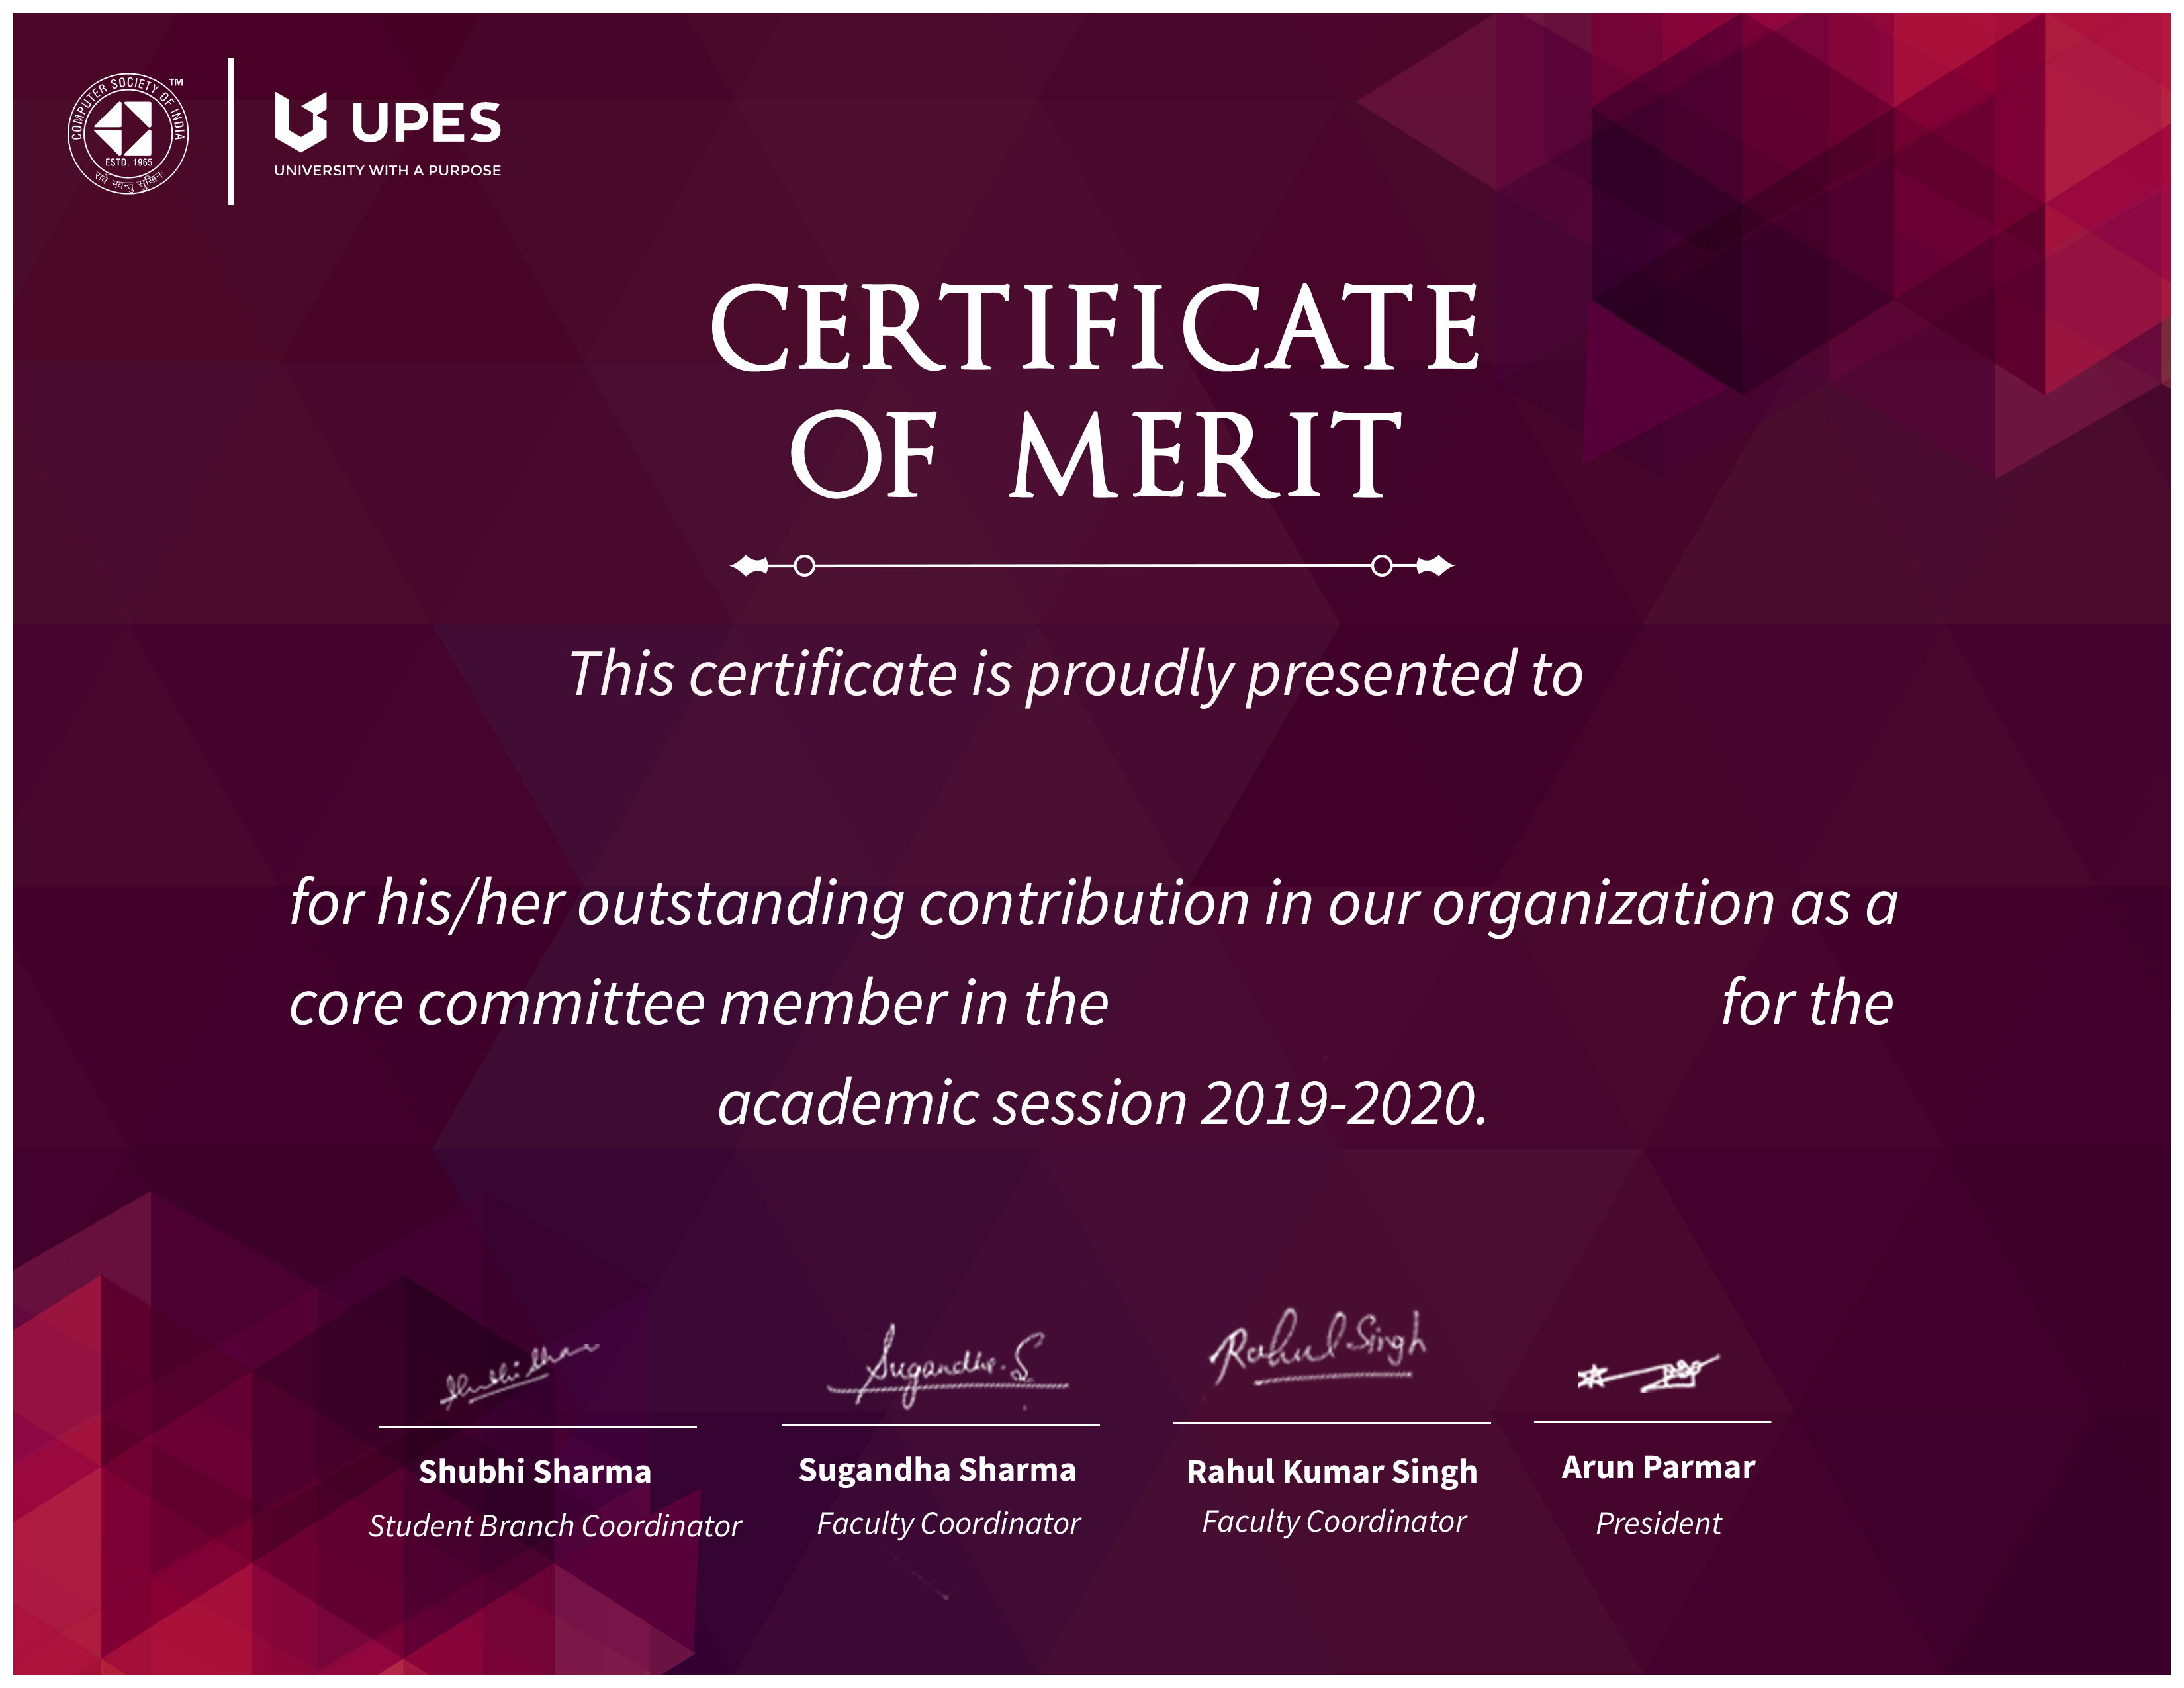 COMPUTER SOCIETY OF INDIA
TM
ESTD. 1965
UPES
UNIVERSITY WITH A PURPOSE
CERTIFICATE
OF MERIT
This certificate is proudly presented to
for his/her outstanding contribution in our organization as a
core committee member in the for the
academic session 2019-2020.
Sugandha. S
Rahul Singh
Shubhi Sharma
Sugandha Sharma
Rahul Kumar Singh
Arun Parmar
Student Branch Coordinator
Faculty Coordinator
Faculty Coordinator
President